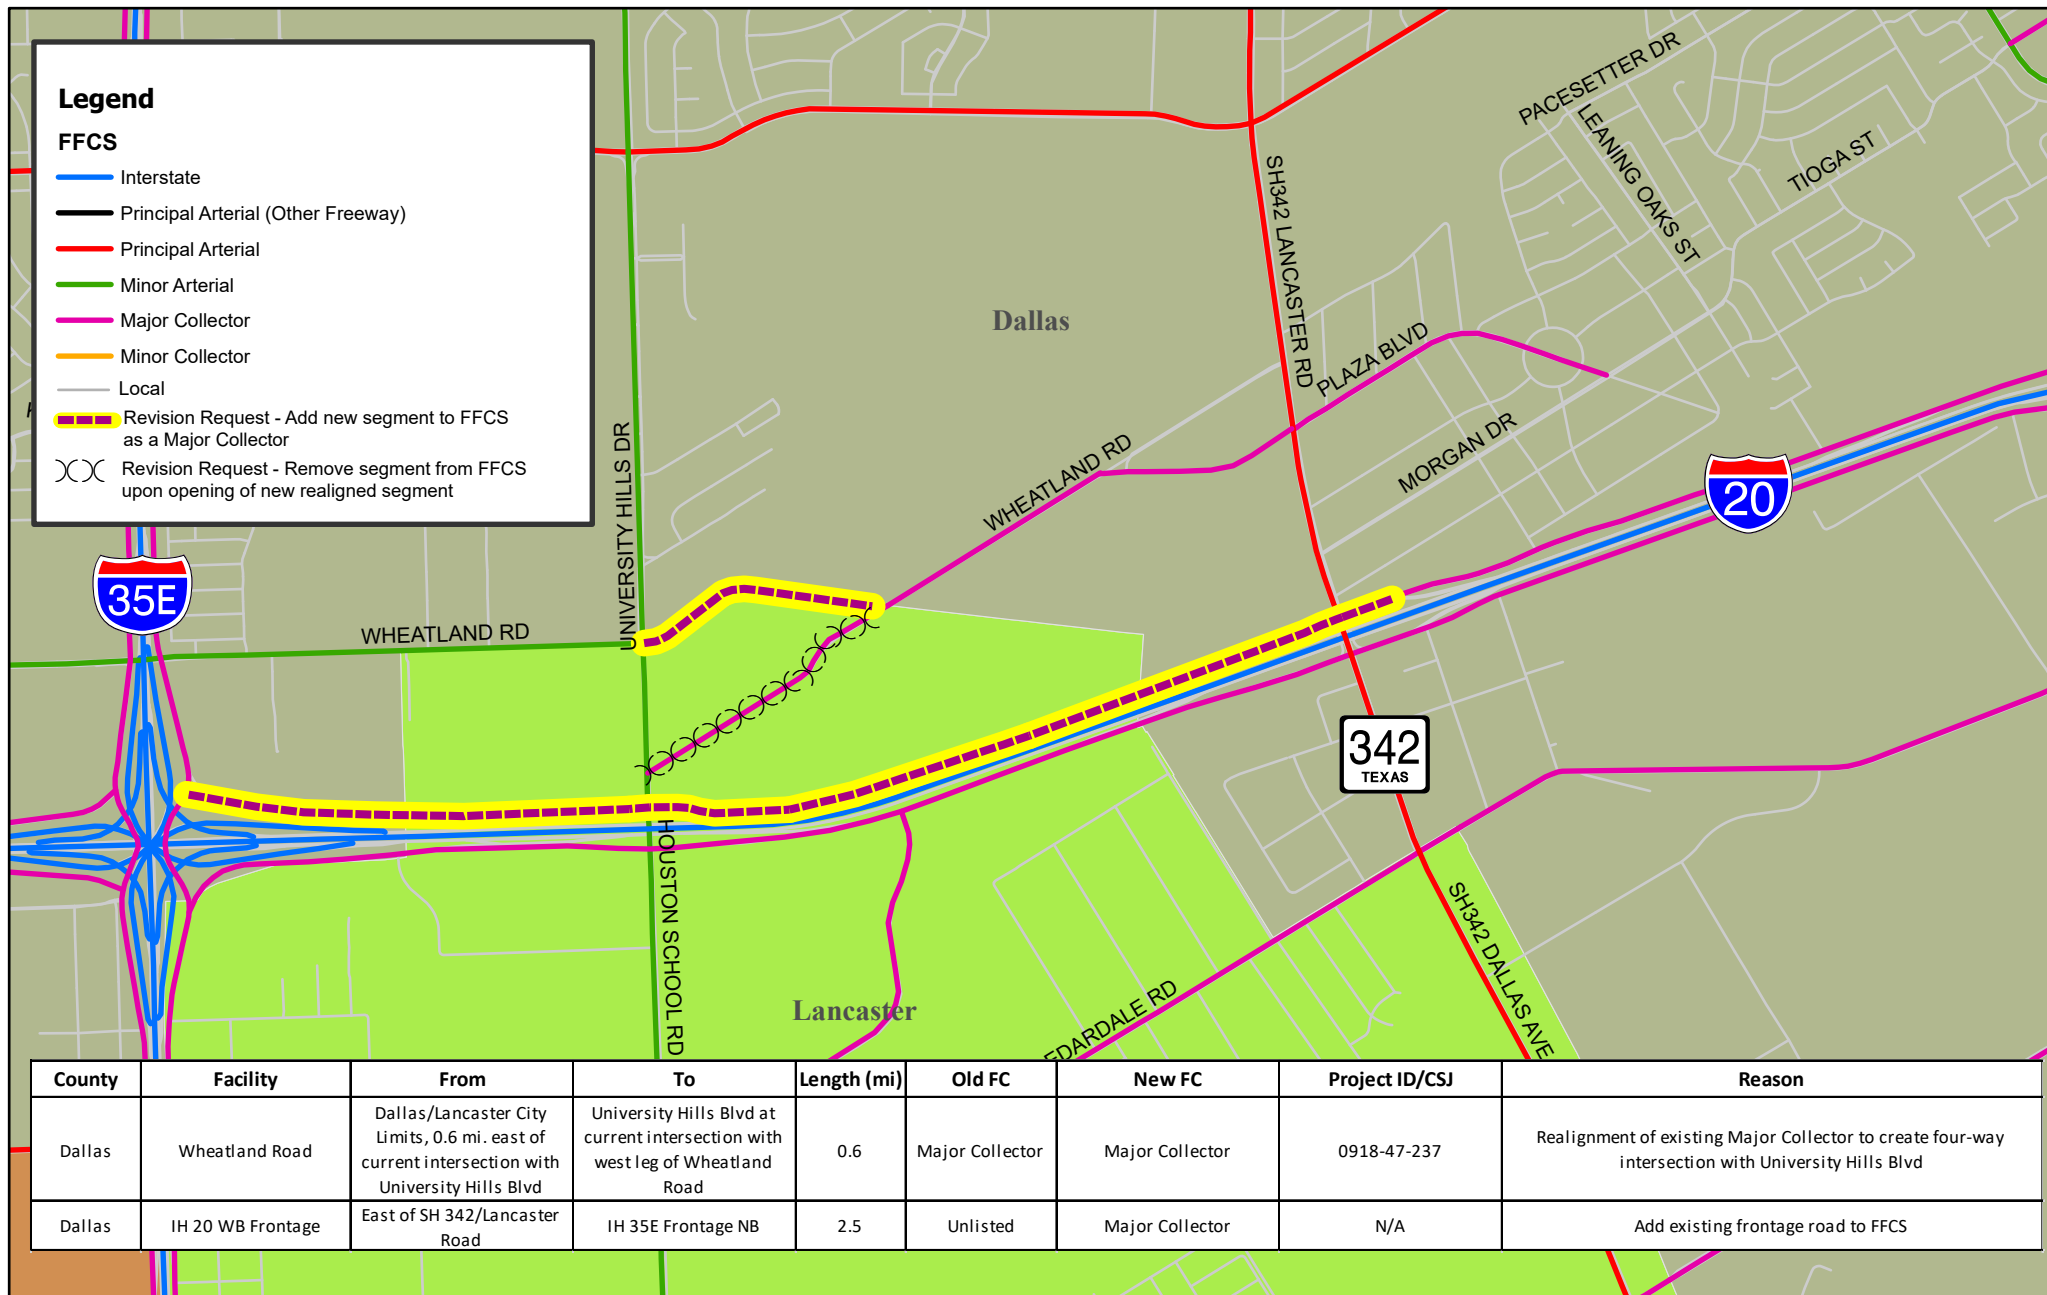 Legend
FFCS
Interstate
Principal Arterial (Other Freeway)
Principal Arterial
Minor Arterial
Major Collector
Minor Collector
Local
Revision Request - Add new segment to FFCS
as a Major Collector
Revision Request - Remove segment from FFCS
upon opening of new realigned segment
PACESETTER DR
LEANING OAKS ST
TIOGA ST
SH342 LANCASTER RD
Dallas
PLAZA BLVD
MORGAN DR
WHEATLAND RD
UNIVERSITY HILLS DR
20
35E
WHEATLAND RD
342
TEXAS
HOUSTON SCHOOL RD
SH342 DALLAS AVE
Lancaster
EDARDALE RD
County Facility From To Length (mi) Old FC New FC Project ID/CSJ Reason
Dallas
Wheatland Road
Dallas/Lancaster City
Limits, 0.6 mi. east of
current intersection with
University Hills Blvd
University Hills Blvd at
current intersection with
west leg of Wheatland
Road
0.6
Major Collector
Major Collector
0918-47-237
Realignment of existing Major Collector to create four-way
intersection with University Hills Blvd
Dallas
IH 20 WB Frontage
East of SH 342/Lancaster
Road
IH 35E Frontage NB
2.5
Unlisted
Major Collector
N/A
Add existing frontage road to FFCS